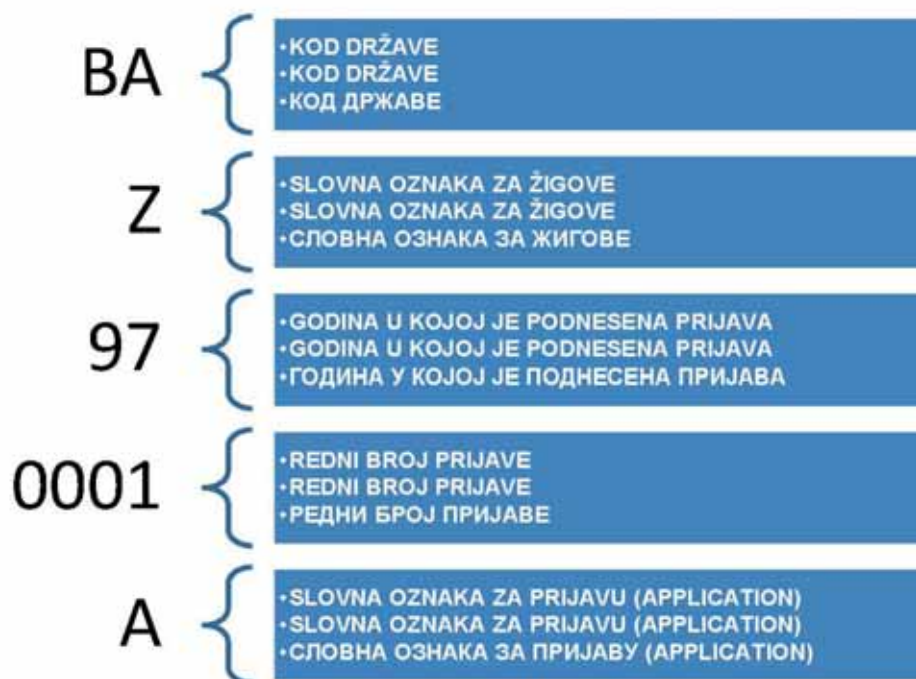 BA
•KOD DRŽAVE
•KOD DRŽAVE
•КОД ДРЖАВЕ
Z
•SLOVNA OZNAKA ZA ŽIGOVE
•SLOVNA OZNAKA ZA ŽIGOVE
•СЛОВНА ОЗНАКА ЗА ЖИГОВЕ
97
•GODINA U KOJOJ JE PODNESENA PRIJAVA
•GODINA U KOJOJ JE PODNESENA PRIJAVA
•ГОДИНА У КОЈОЈ ЈЕ ПОДНЕСЕНА ПРИЈАВА
0001
•REDNI BROJ PRIJAVE
•REDNI BROJ PRIJAVE
•РЕДНИ БРОЈ ПРИЈАВЕ
A
•SLOVNA OZNAKA ZA PRIJAVU (APPLICATION)
•SLOVNA OZNAKA ZA PRIJAVU (APPLICATION)
•СЛОВНА ОЗНАКА ЗА ПРИЈАВУ (APPLICATION)